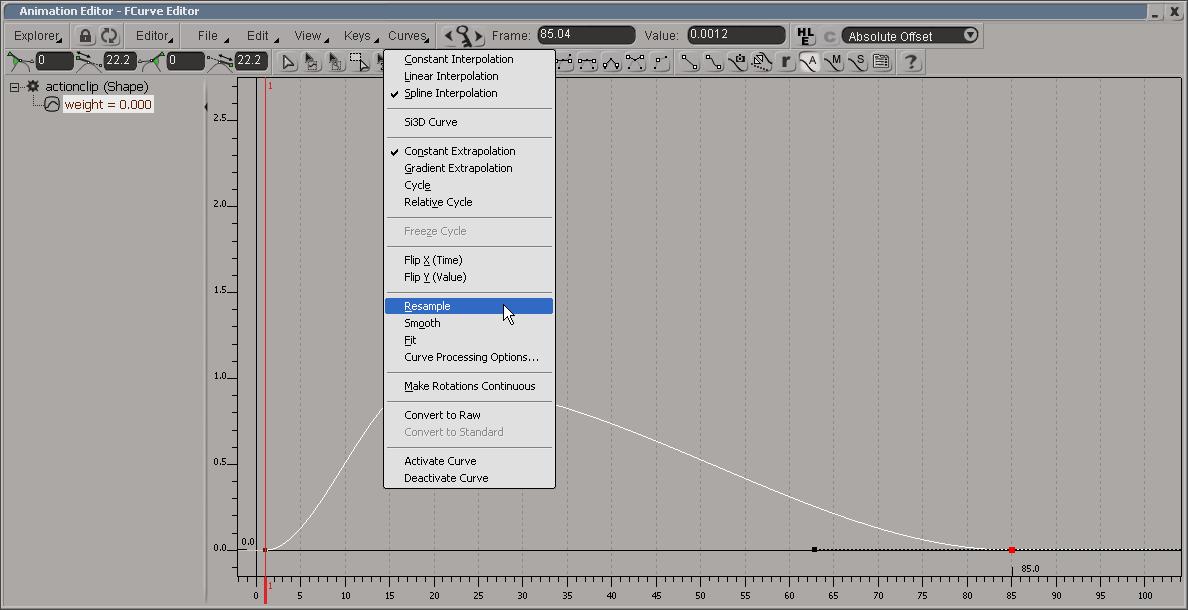 Animation Editor - FCurve Editor
Explorer Editor File Edit View Keys Curves Frame: 85.04 Value: 0.0012 HLE C Absolute Offset
0 22.2 0 22.2 r A M S ?
actionclip (Shape)
weight = 0.000
Constant Interpolation
Linear Interpolation
Spline Interpolation
Si3D Curve
Constant Extrapolation
Gradient Extrapolation
Cycle
Relative Cycle
Freeze Cycle
Flip X (Time)
Flip Y (Value)
Resample
Smooth
Fit
Curve Processing Options...
Make Rotations Continuous
Convert to Raw
Convert to Standard
Activate Curve
Deactivate Curve
1
2.5
2.0
1.5
1.0
0.5
0.0
0.0
85.0
1
0 5 10 15 20 25 30 35 40 45 50 55 60 65 70 75 80 85 90 95 100